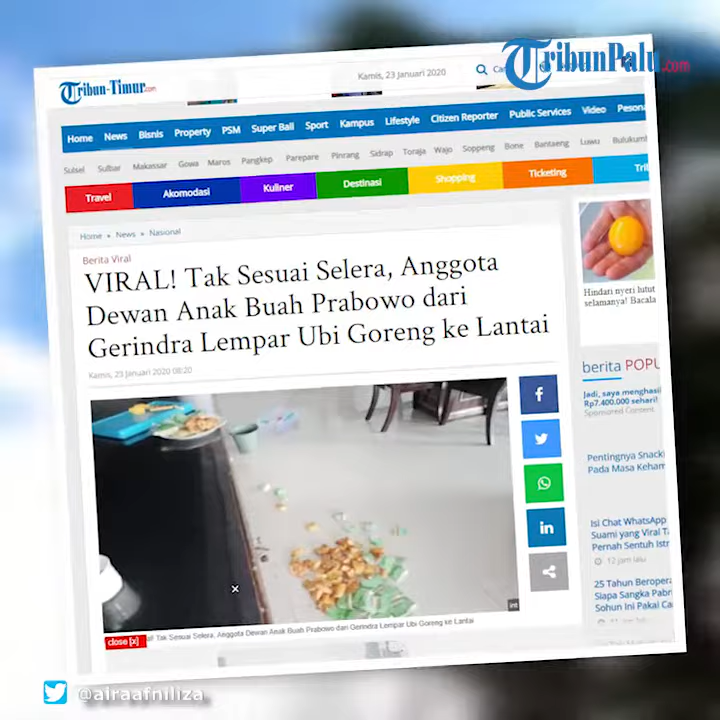 TribunPalu.com
Tribun-Timur.com
Kamis, 23 Januari 2020
Home News Bisnis Property PSM Super Ball Sport Kampus Lifestyle Citizen Reporter Public Services Video
Sulsel Sulbar Makassar Gowa Maros Pangkep Parepare Pinrang Sidrap Toraja Wajo Soppeng Bone Bantaeng Luwu
Travel Akomodasi Kuliner Destinasi Shopping Ticketing
Home » News » Nasional
Berita Viral
VIRAL! Tak Sesuai Selera, Anggota
Dewan Anak Buah Prabowo dari
Gerindra Lempar Ubi Goreng ke Lantai
Kamis, 23 Januari 2020 08:20
Hindari nyeri lutut
selamanya! Bacala
berita POPU
Jadi, saya menghasil
Rp7.400.000 sehari!
Sponsored Content
Pentingnya Snacki
Pada Masa Keham
Isi Chat WhatsApp
Suami yang Viral Ta
Pernah Sentuh Istr
12 jam lalu
25 Tahun Beropera
Siapa Sangka Pabri
Sohun Ini Pakai Ca
int
close [x]
Tak Sesuai Selera, Anggota Dewan Anak Buah Prabowo dari Gerindra Lempar Ubi Goreng ke Lantai
@airaafniliza